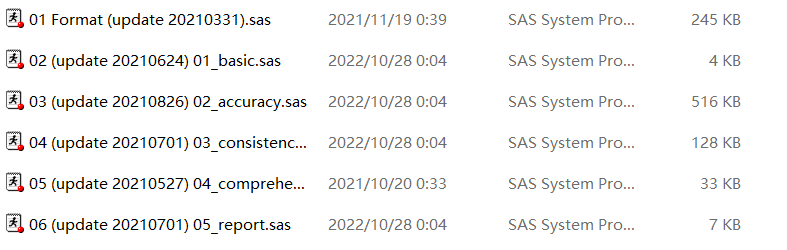 01 Format (update 20210331).sas 2021/11/19 0:39 SAS System Pro... 245 KB
02 (update 20210624) 01_basic.sas 2022/10/28 0:04 SAS System Pro... 4 KB
03 (update 20210826) 02_accuracy.sas 2022/10/28 0:04 SAS System Pro... 516 KB
04 (update 20210701) 03_consistenc... 2022/10/28 0:04 SAS System Pro... 128 KB
05 (update 20210527) 04_comprehe... 2021/10/20 0:33 SAS System Pro... 33 KB
06 (update 20210701) 05_report.sas 2022/10/28 0:04 SAS System Pro... 7 KB